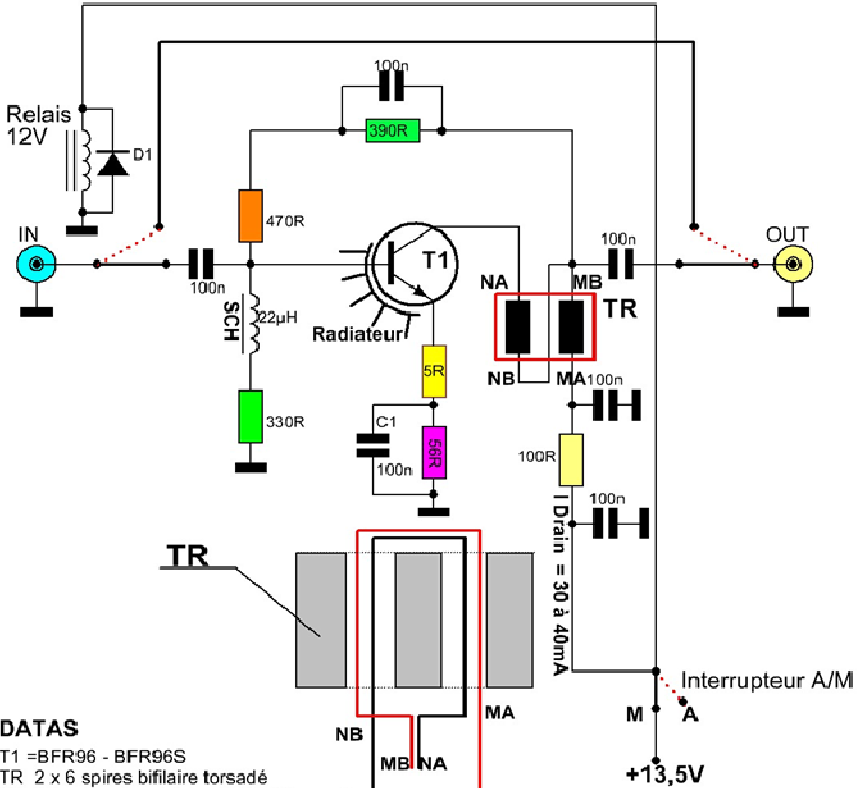 100n
Relais
12V
390R
D1
470R
IN
T1
OUT
100n
100n
NA
MB
TR
SCH
22µH
Radiateur
5R
NB
MA
100n
330R
C1
56R
100R
100n
100n
I Drain = 30 à 40mA
TR
Interrupteur A/M
MA
M
A
NB
DATAS
T1 =BFR96 - BFR96S
MB
NA
TR 2 x 6 spires bifilaire torsadé
+13,5V